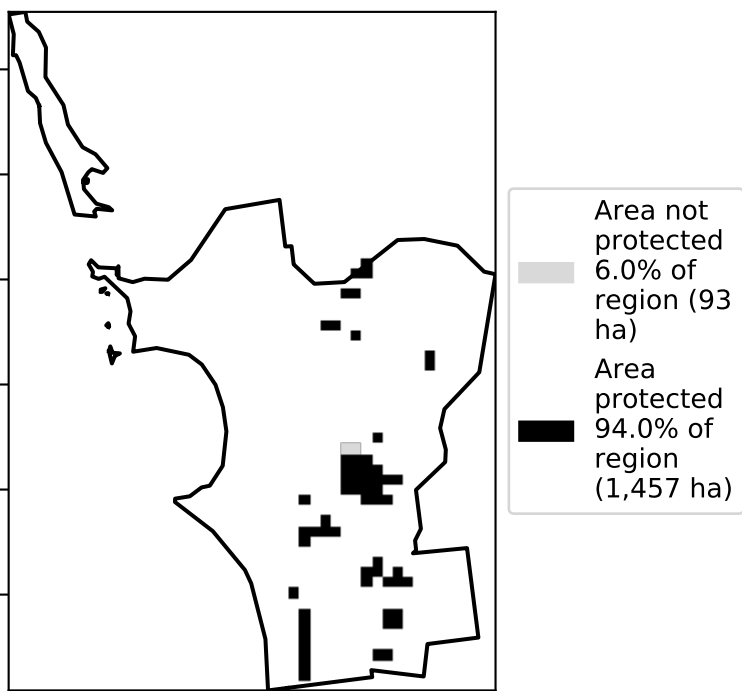 Area not
protected
6.0% of
region (93
ha)
Area
protected
94.0% of
region
(1,457 ha)